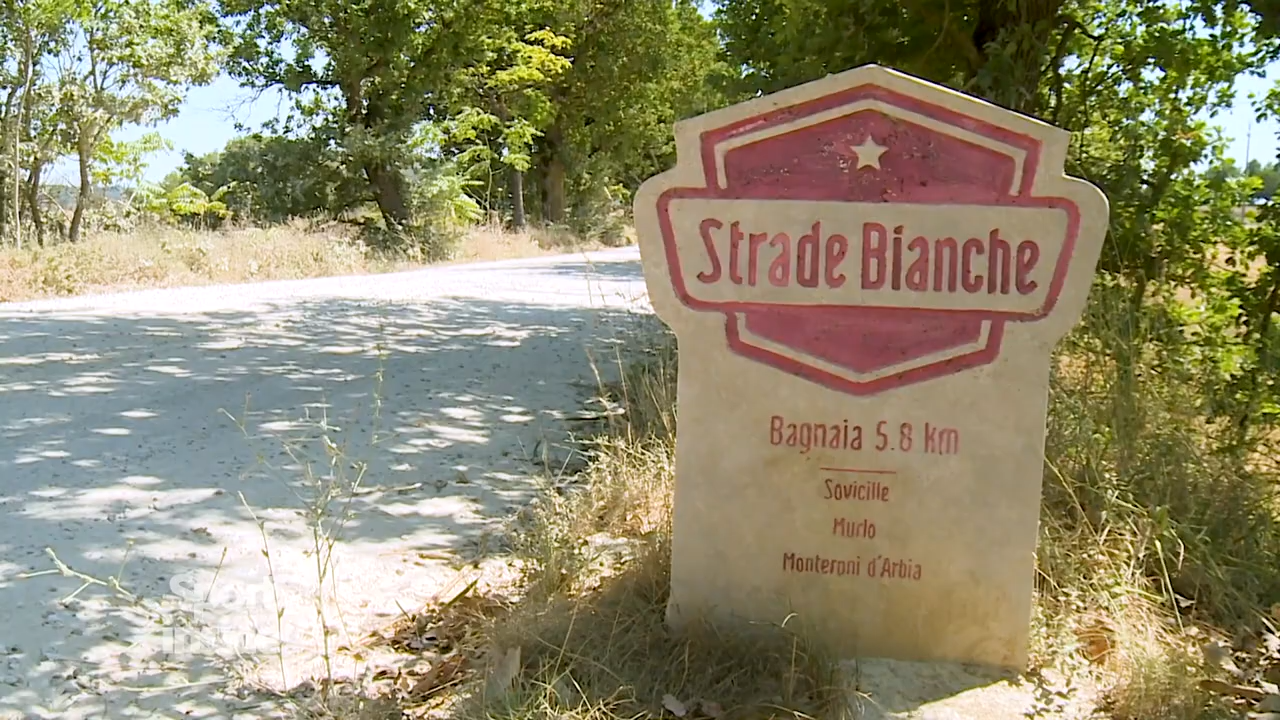 Strade Bianche
Bagnaia 5.8 km
Sovicille
Murlo
Monteroni d'Arbia